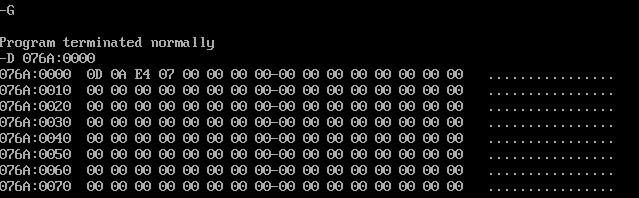 -G
Program terminated normally
-D 076A:0000
076A:0000  0D 0A E4 07 00 00 00 00-00 00 00 00 00 00 00 00   ................
076A:0010  00 00 00 00 00 00 00 00-00 00 00 00 00 00 00 00   ................
076A:0020  00 00 00 00 00 00 00 00-00 00 00 00 00 00 00 00   ................
076A:0030  00 00 00 00 00 00 00 00-00 00 00 00 00 00 00 00   ................
076A:0040  00 00 00 00 00 00 00 00-00 00 00 00 00 00 00 00   ................
076A:0050  00 00 00 00 00 00 00 00-00 00 00 00 00 00 00 00   ................
076A:0060  00 00 00 00 00 00 00 00-00 00 00 00 00 00 00 00   ................
076A:0070  00 00 00 00 00 00 00 00-00 00 00 00 00 00 00 00   ................